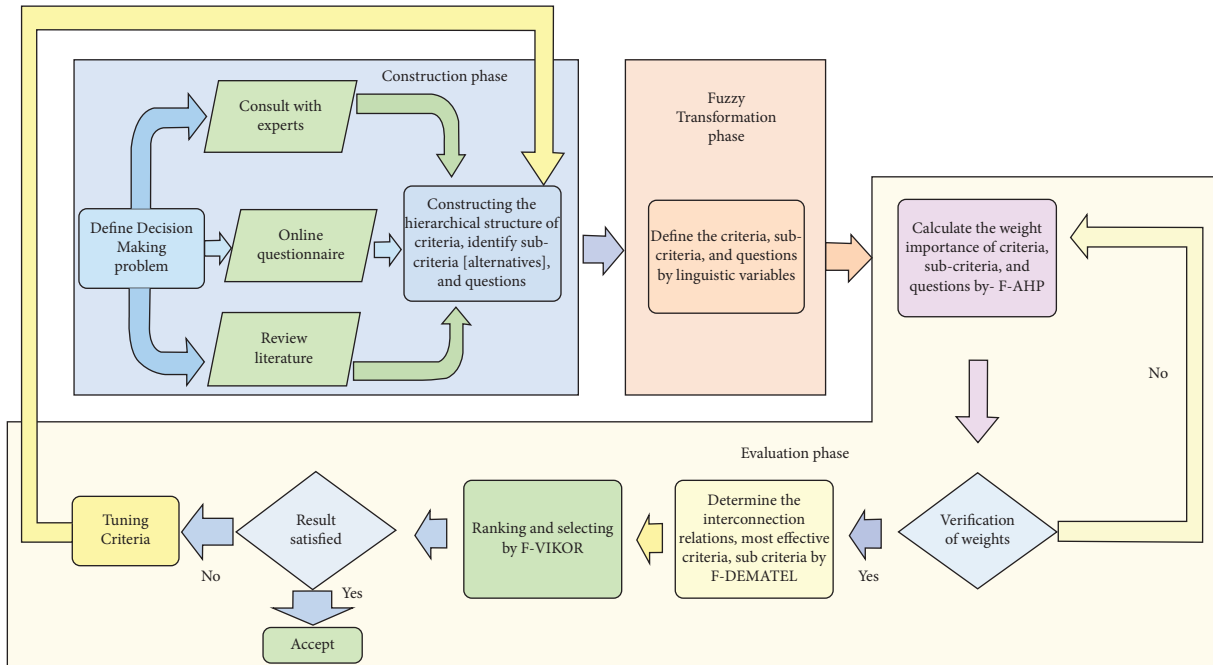 Construction phase
Consult with
experts
Define Decision
Making
problem
Online
questionnaire
Review
literature
Constructing the
hierarchical structure of
criteria, identify sub-
criteria [alternatives],
and questions
Fuzzy
Transformation
phase
Define the criteria, sub-
criteria, and questions
by linguistic variables
Calculate the weight
importance of criteria,
sub-criteria, and
questions by- F-AHP
No
Evaluation phase
Verification
of weights
Yes
Determine the
interconnection
relations, most effective
criteria, sub criteria by
F-DEMATEL
Ranking and selecting
by F-VIKOR
Result
satisfied
No
Yes
Tuning
Criteria
Accept